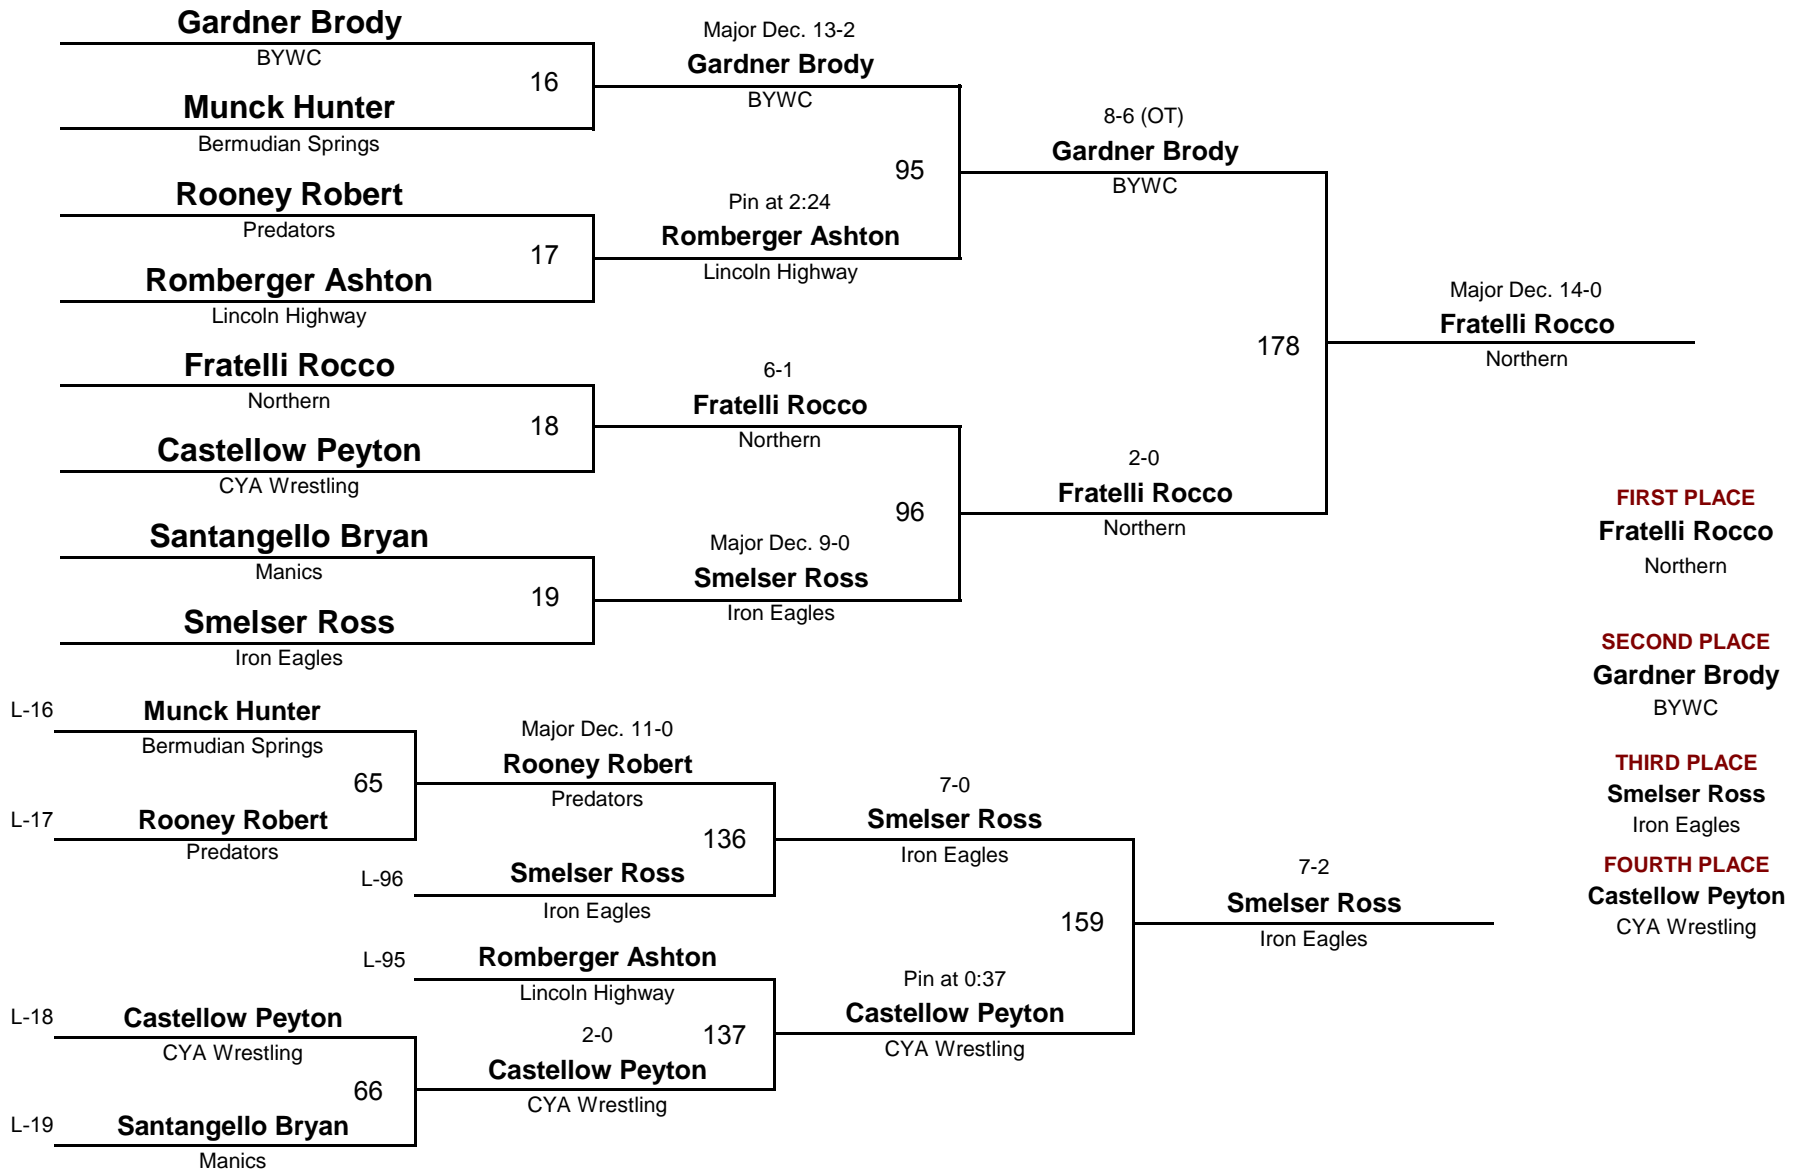 Gardner Brody
BYWC
16
Munck Hunter
Bermudian Springs
Rooney Robert
Predators
17
Romberger Ashton
Lincoln Highway
Fratelli Rocco
Northern
18
Castellow Peyton
CYA Wrestling
Santangello Bryan
Manics
19
Smelser Ross
Iron Eagles
Major Dec. 13-2
Gardner Brody
BYWC
95
Pin at 2:24
Romberger Ashton
Lincoln Highway
6-1
Fratelli Rocco
Northern
96
Major Dec. 9-0
Smelser Ross
Iron Eagles
8-6 (OT)
Gardner Brody
BYWC
178
2-0
Fratelli Rocco
Northern
Major Dec. 14-0
Fratelli Rocco
Northern
FIRST PLACE
Fratelli Rocco
Northern
SECOND PLACE
Gardner Brody
BYWC
THIRD PLACE
Smelser Ross
Iron Eagles
FOURTH PLACE
Castellow Peyton
CYA Wrestling
L-16
Munck Hunter
Bermudian Springs
65
L-17
Rooney Robert
Predators
Major Dec. 11-0
Rooney Robert
Predators
136
L-96
Smelser Ross
Iron Eagles
L-95
Romberger Ashton
Lincoln Highway
137
L-18
Castellow Peyton
CYA Wrestling
66
L-19
Santangello Bryan
Manics
2-0
Castellow Peyton
CYA Wrestling
7-0
Smelser Ross
Iron Eagles
159
Pin at 0:37
Castellow Peyton
CYA Wrestling
7-2
Smelser Ross
Iron Eagles